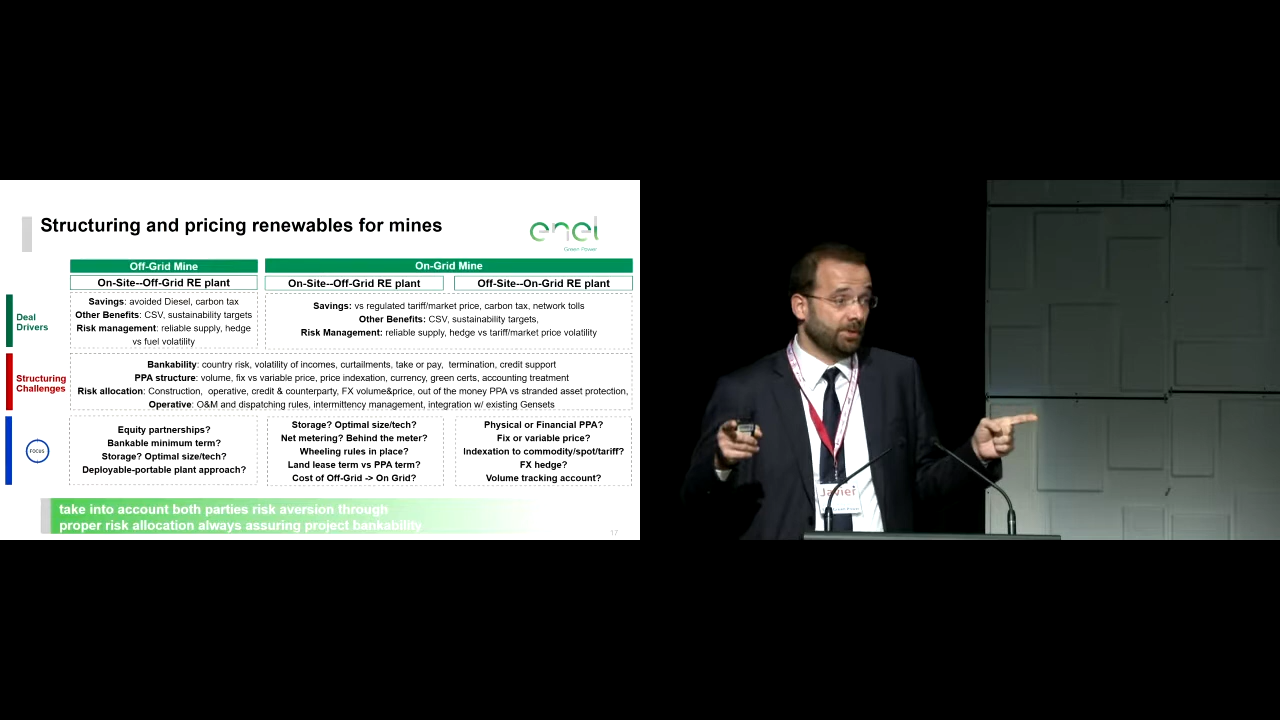 Structuring and pricing renewables for mines
enel
Green Power
Off-Grid Mine
On-Grid Mine
On-Site--Off-Grid RE plant
On-Site--Off-Grid RE plant
Off-Site--On-Grid RE plant
Deal
Drivers
Savings: avoided Diesel, carbon tax
Other Benefits: CSV, sustainability targets
Risk management: reliable supply, hedge
vs fuel volatility
Savings: vs regulated tariff/market price, carbon tax, network tolls
Other Benefits: CSV, sustainability targets,
Risk Management: reliable supply, hedge vs tariff/market price volatility
Structuring
Challenges
Bankability: country risk, volatility of incomes, curtailments, take or pay, termination, credit support
PPA structure: volume, fix vs variable price, price indexation, currency, green certs, accounting treatment
Risk allocation: Construction, operative, credit & counterparty, FX volume&price, out of the money PPA vs stranded asset protection,
Operative: O&M and dispatching rules, intermittency management, integration w/ existing Gensets
FOCUS
Equity partnerships?
Bankable minimum term?
Storage? Optimal size/tech?
Deployable-portable plant approach?
Storage? Optimal size/tech?
Net metering? Behind the meter?
Wheeling rules in place?
Land lease term vs PPA term?
Cost of Off-Grid -> On Grid?
Physical or Financial PPA?
Fix or variable price?
Indexation to commodity/spot/tariff?
FX hedge?
Volume tracking account?
take into account both parties risk aversion through
proper risk allocation always assuring project bankability
17
Javier